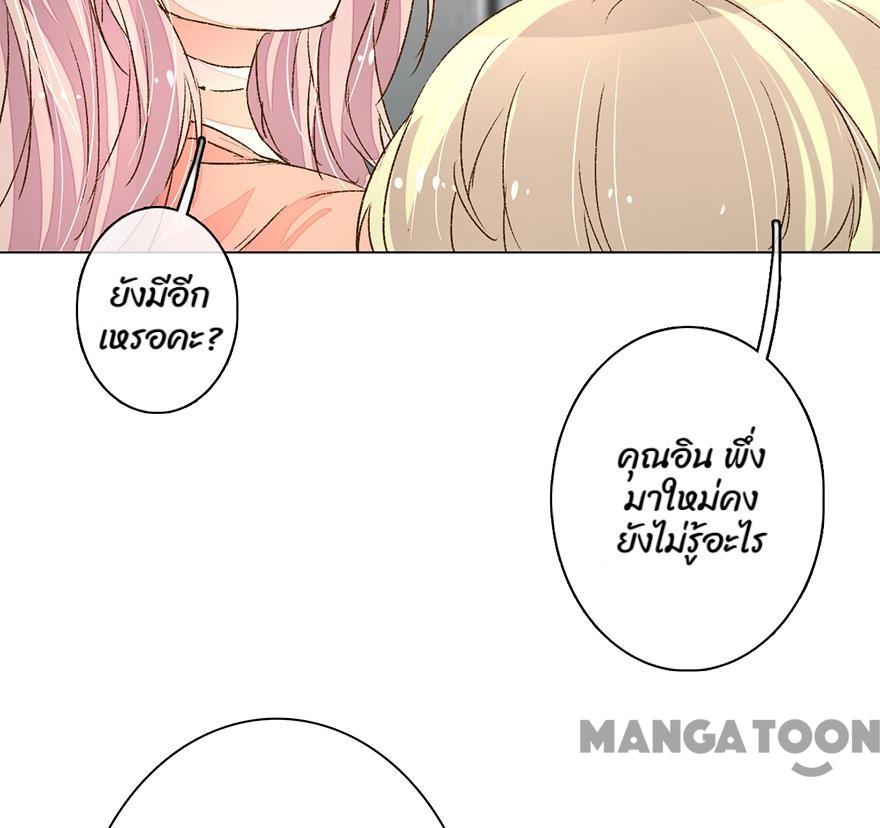 ยังมีอีก
เหรอคะ?
คุณอิน พึ่ง
มาใหม่คง
ยังไม่รู้อะไร
MANGATOON